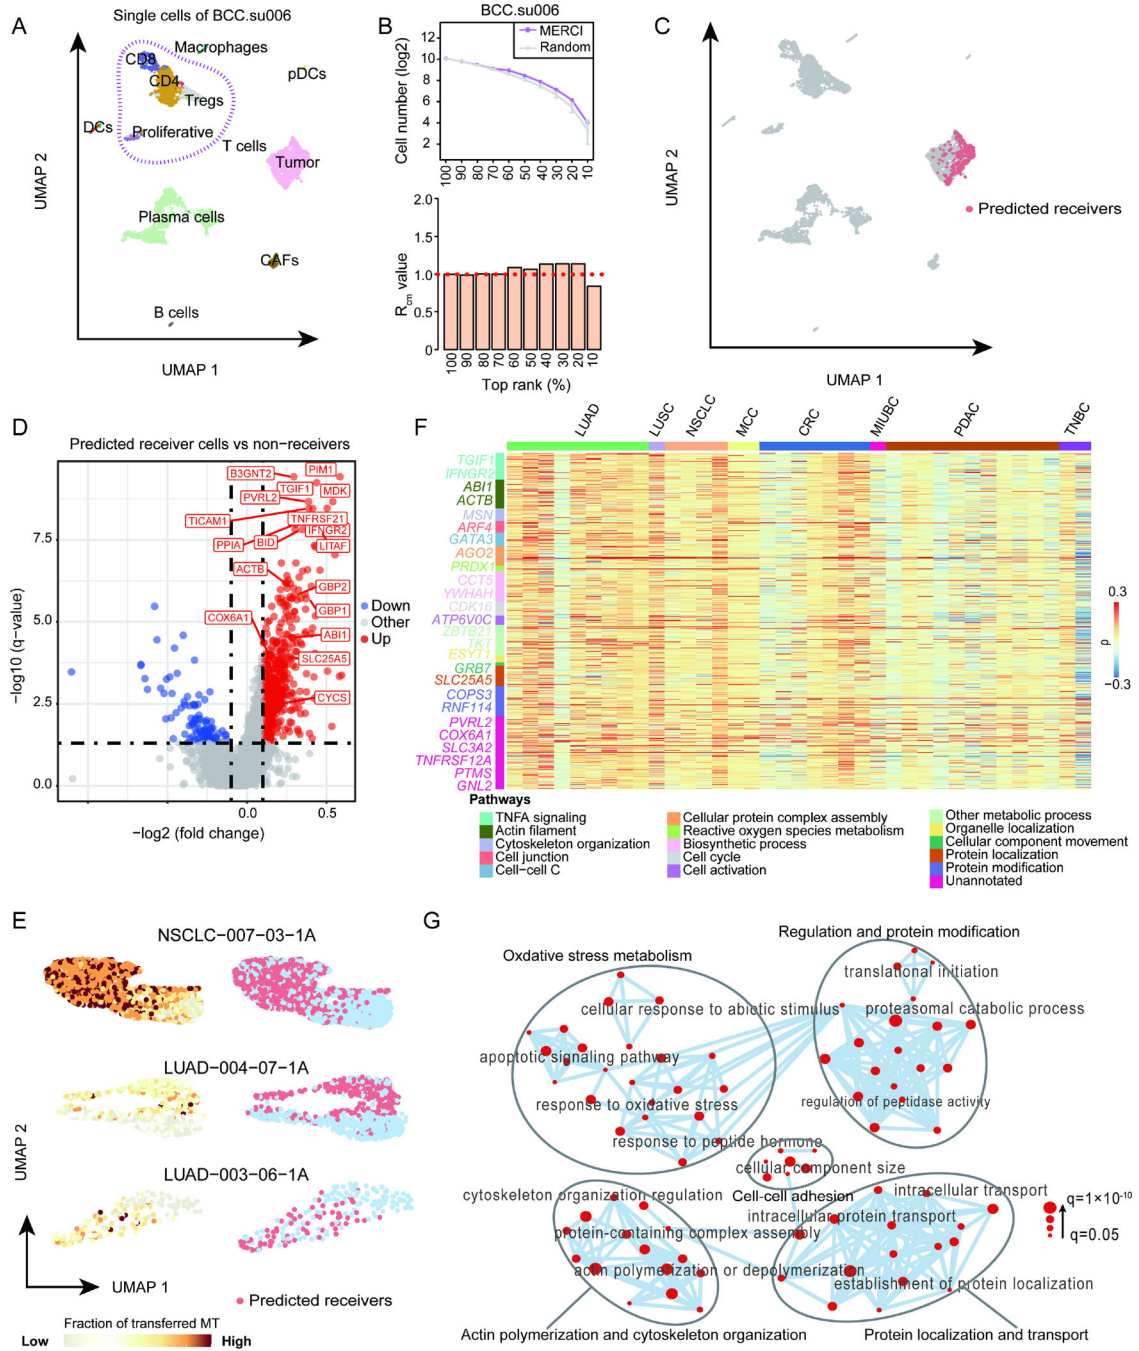 A
Single cells of BCC.su006
Macrophages
CD8
CD4
Tregs
pDCs
DCs
Proliferative
T cells
Tumor
Plasma cells
CAFs
B cells
UMAP 2
UMAP 1
B
BCC.su006
MERCI
Random
Cell number (log2)
12
10
8
6
4
2
100
90
80
70
60
50
40
30
20
10
Rcm value
2.0
1.5
1.0
0.5
0
100
90
80
70
60
50
40
30
20
10
Top rank (%)
C
UMAP 2
Predicted receivers
UMAP 1
D
Predicted receiver cells vs non-receivers
B3GNT2
PIM1
TGIF1
MDK
PVRL2
TICAM1
TNFRSF21
IFNGR2
PPIA
BID
LITAF
ACTB
GBP2
GBP1
COX6A1
ABI1
SLC25A5
CYCS
Down
Other
Up
−log10 (q-value)
7.5
5.0
2.5
0.0
0.0
0.5
−log2 (fold change)
F
LUAD
LUSC
NSCLC
MCC
CRC
MIUBC
PDAC
TNBC
TGIF1
IFNGR2
ABI1
ACTB
MSN
ARF4
GATA3
AGO2
PRDX1
CCT5
YWHAH
CDK16
ATP6V0C
ZBTB21
TKT
ESYT1
GRB7
SLC25A5
COPS3
RNF114
PVRL2
COX6A1
SLC3A2
TNFRSF12A
PTMS
GNL2
0.3
ρ
−0.3
Pathways
TNFA signaling
Actin filament
Cytoskeleton organization
Cell junction
Cell−cell C
Cellular protein complex assembly
Reactive oxygen species metabolism
Biosynthetic process
Cell cycle
Cell activation
Other metabolic process
Organelle localization
Cellular component movement
Protein localization
Protein modification
Unannotated
E
NSCLC−007−03−1A
LUAD−004−07−1A
LUAD−003−06−1A
UMAP 2
UMAP 1
Predicted receivers
Fraction of transferred MT
Low
High
G
Oxdative stress metabolism
Regulation and protein modification
translational initiation
cellular response to abiotic stimulus
proteasomal catabolic process
apoptotic signaling pathway
response to oxidative stress
regulation of peptidase activity
response to peptide hormone
cellular component size
Cell-cell adhesion
cytoskeleton organization regulation
intracellular transport
intracellular protein transport
protein-containing complex assembly
actin polymerization or depolymerization
establishment of protein localization
q=1×10⁻¹⁰
q=0.05
Actin polymerization and cytoskeleton organization
Protein localization and transport